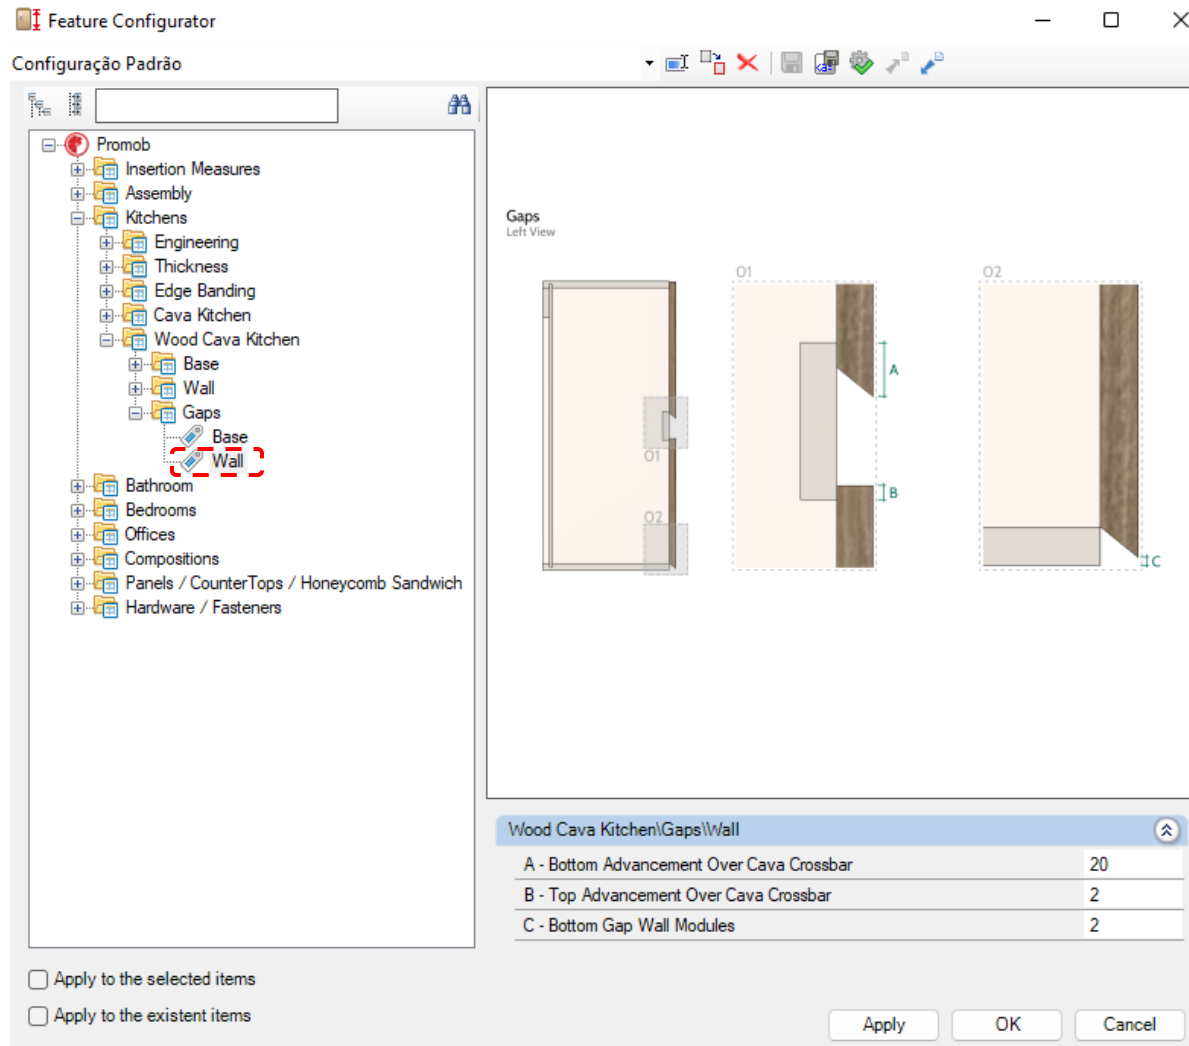 Feature Configurator
Configuração Padrão
Promob
Insertion Measures
Assembly
Kitchens
Engineering
Thickness
Edge Banding
Cava Kitchen
Wood Cava Kitchen
Base
Wall
Gaps
Base
Wall
Bathroom
Bedrooms
Offices
Compositions
Panels / CounterTops / Honeycomb Sandwich
Hardware / Fasteners
Gaps
Left View
01
02
01
A
B
02
C
Wood Cava Kitchen\Gaps\Wall
A - Bottom Advancement Over Cava Crossbar 20
B - Top Advancement Over Cava Crossbar 2
C - Bottom Gap Wall Modules 2
Apply to the selected items
Apply to the existent items
Apply OK Cancel